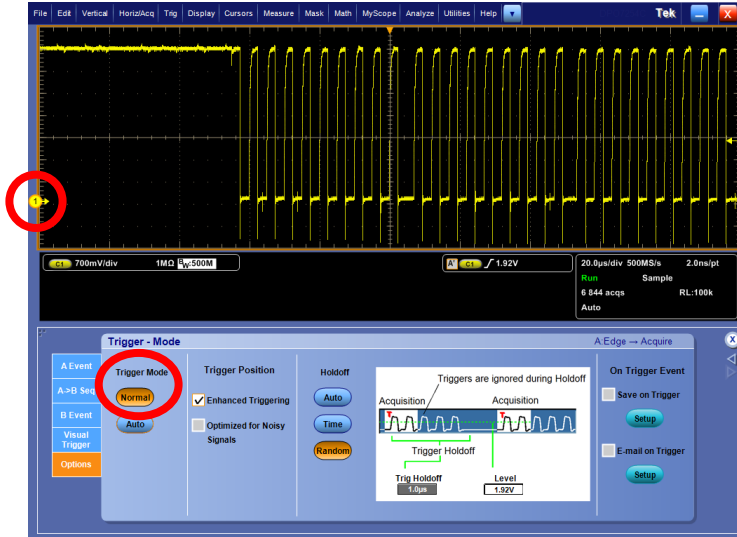 File Edit Vertical Horiz/Acq Trig Display Cursors Measure Mask Math MyScope Analyze Utilities Help Tek X
1
C1 700mV/div 1MΩ BW:500M
A' C1 1.92V
20.0µs/div 500MS/s 2.0ns/pt
Run Sample
6 844 acqs RL:100k
Auto
Trigger - Mode A:Edge → Acquire X
A Event
A->B Seq
B Event
Visual
Trigger
Options
Trigger Mode
Normal
Auto
Trigger Position
Enhanced Triggering
Optimized for Noisy
Signals
Holdoff
Auto
Time
Random
Triggers are ignored during Holdoff
Acquisition Acquisition
T T
Trigger Holdoff
Trig Holdoff
1.0µs
Level
1.92V
On Trigger Event
Save on Trigger
Setup
E-mail on Trigger
Setup